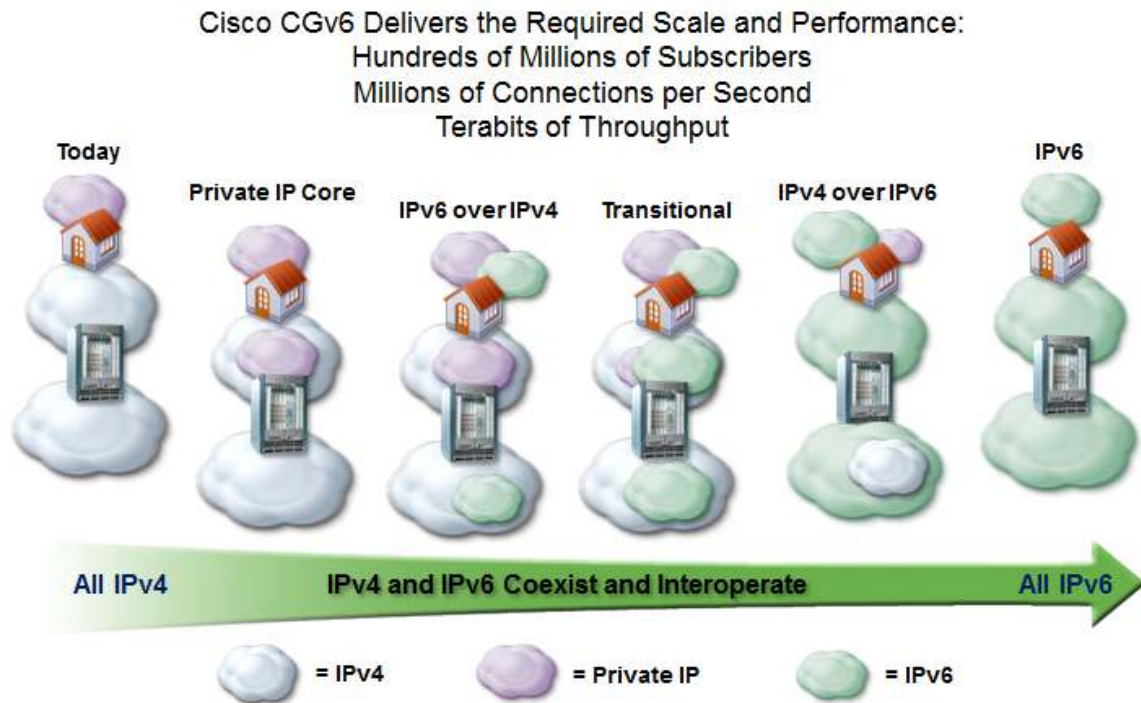 Cisco CGv6 Delivers the Required Scale and Performance:
Hundreds of Millions of Subscribers
Millions of Connections per Second
Terabits of Throughput
Today
Private IP Core
IPv6 over IPv4
Transitional
IPv4 over IPv6
IPv6
All IPv4
IPv4 and IPv6 Coexist and Interoperate
All IPv6
= IPv4
= Private IP
= IPv6